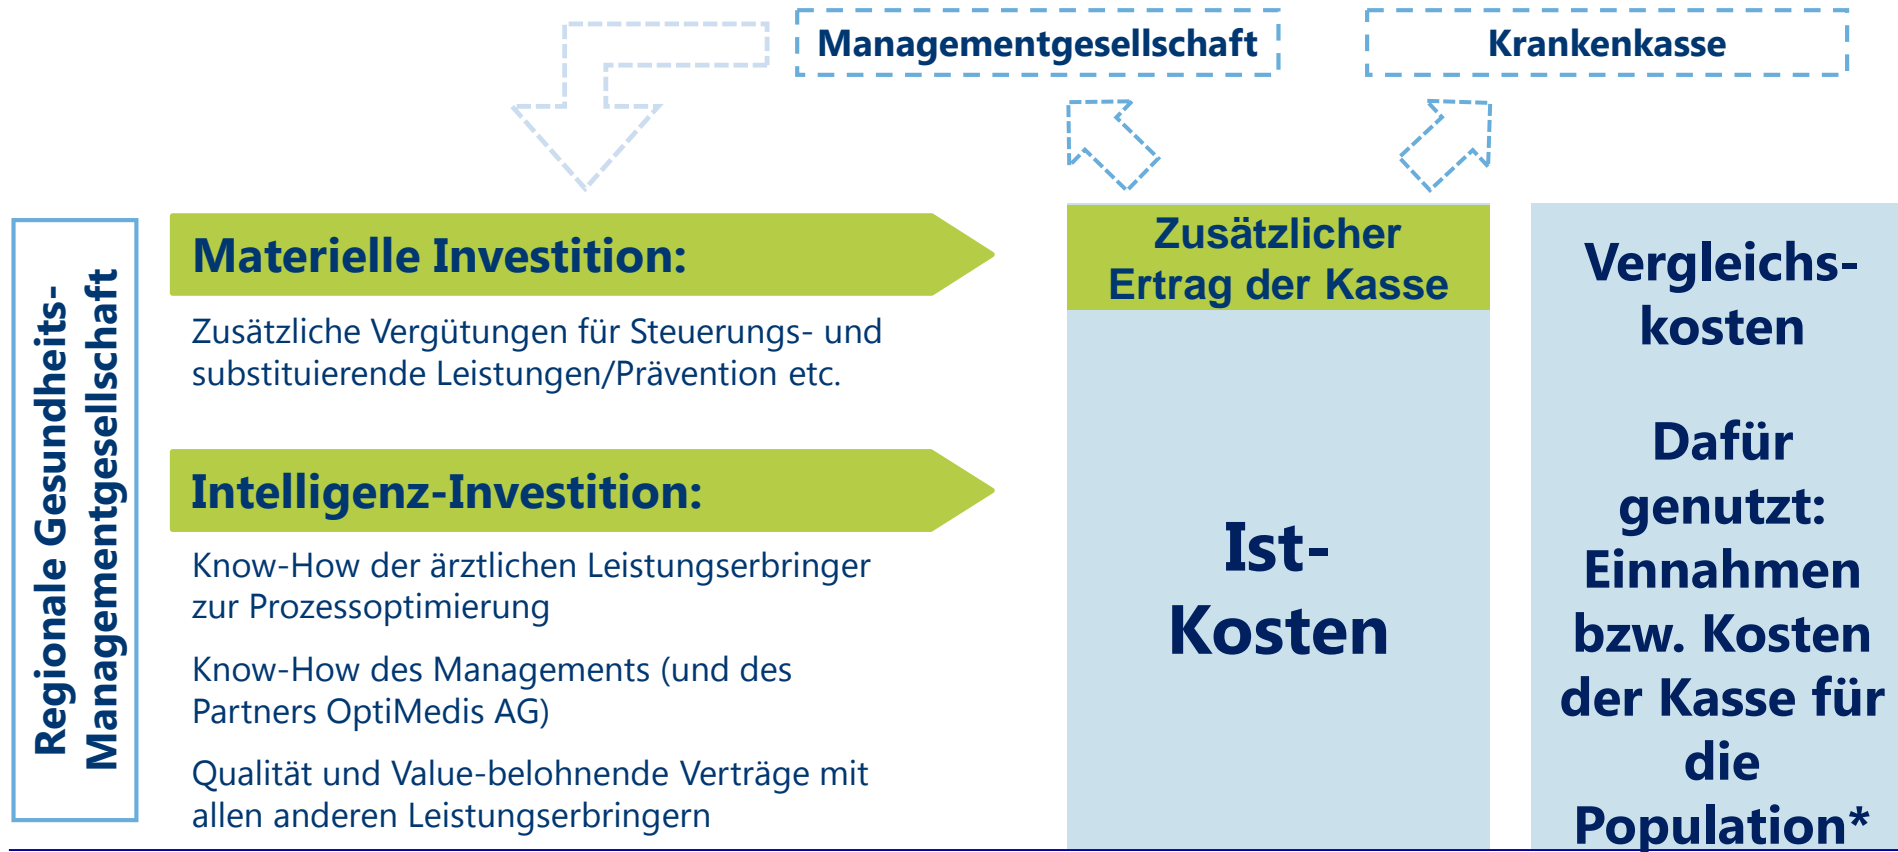 Managementgesellschaft
Krankenkasse
Regionale Gesundheits-
Managementgesellschaft
Materielle Investition:
Zusätzliche Vergütungen für Steuerungs- und
substituierende Leistungen/Prävention etc.
Intelligenz-Investition:
Know-How der ärztlichen Leistungserbringer
zur Prozessoptimierung
Know-How des Managements (und des
Partners OptiMedis AG)
Qualität und Value-belohnende Verträge mit
allen anderen Leistungserbringern
Zusätzlicher
Ertrag der Kasse
Ist-
Kosten
Vergleichs-
kosten
Dafür
genutzt:
Einnahmen
bzw. Kosten
der Kasse für
die
Population*